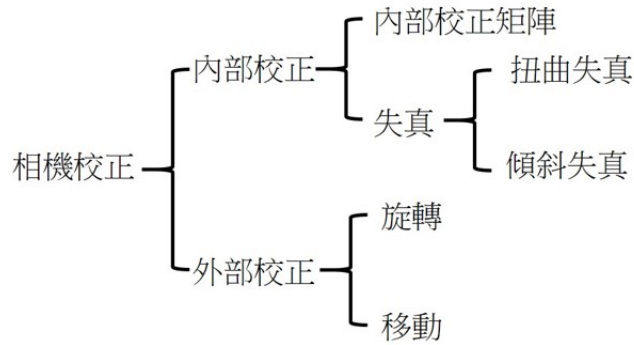 內部校正矩陣
內部校正
扭曲失真
失真
相機校正
傾斜失真
旋轉
外部校正
移動